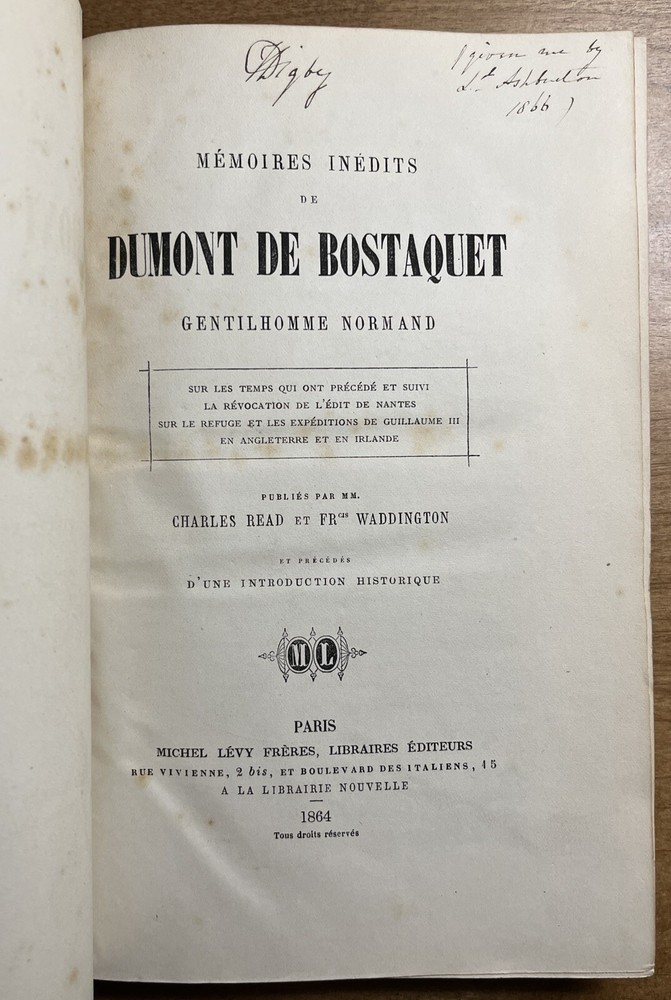 Digby
(given me by
Ld Ashburton
1866)
MÉMOIRES INÉDITS
DE
DUMONT DE BOSTAQUET
GENTILHOMME NORMAND
SUR LES TEMPS QUI ONT PRÉCÉDÉ ET SUIVI
LA RÉVOCATION DE L'ÉDIT DE NANTES
SUR LE REFUGE ET LES EXPÉDITIONS DE GUILLAUME III
EN ANGLETERRE ET EN IRLANDE
PUBLIÉS PAR MM.
CHARLES READ ET FRcis WADDINGTON
ET PRÉCÉDÉS
D'UNE INTRODUCTION HISTORIQUE
ML
PARIS
MICHEL LÉVY FRÈRES, LIBRAIRES ÉDITEURS
RUE VIVIENNE, 2 bis, ET BOULEVARD DES ITALIENS, 15
A LA LIBRAIRIE NOUVELLE
1864
Tous droits réservés